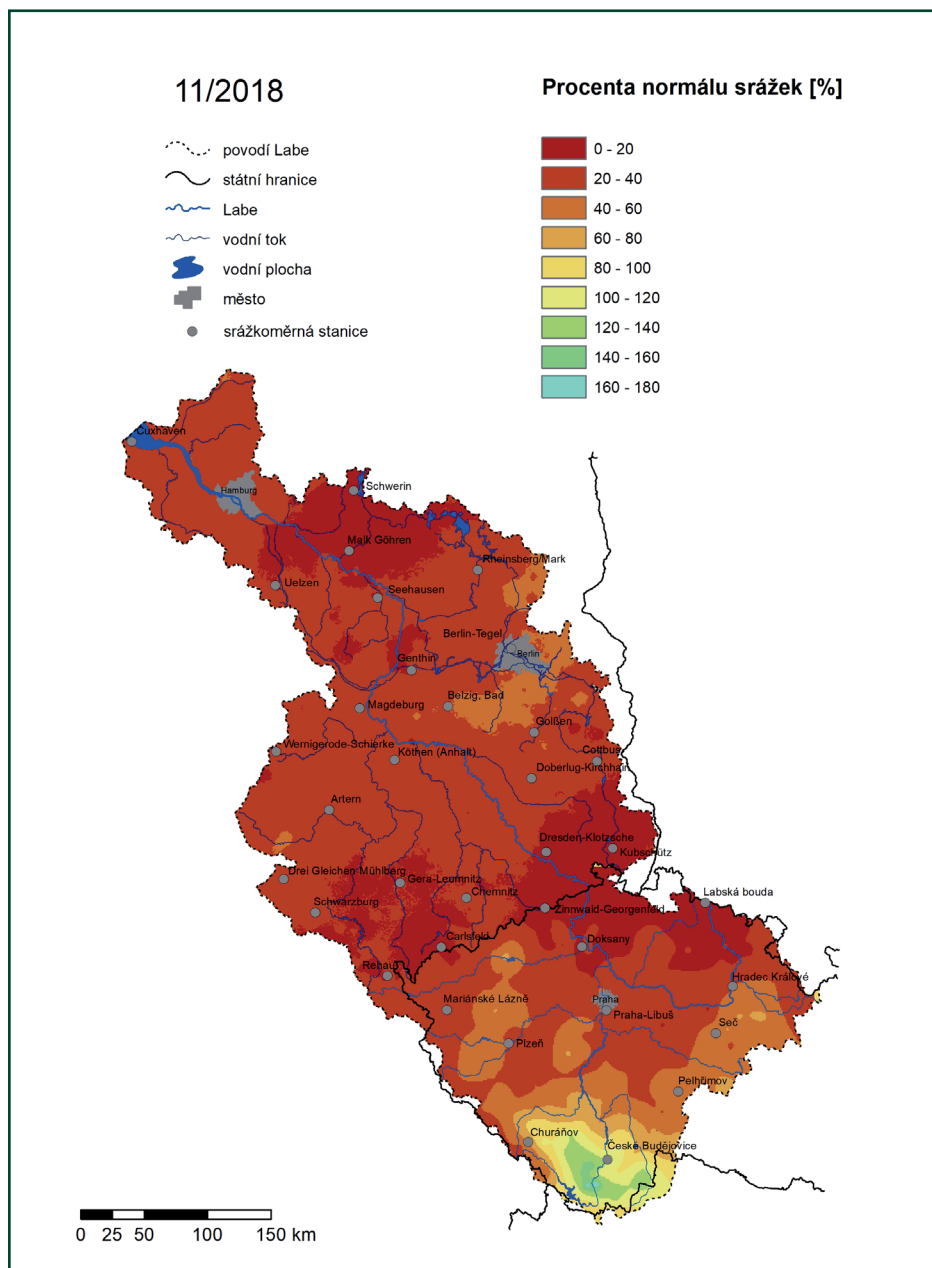 11/2018
Procenta normálu srážek [%]
povodí Labe
státní hranice
Labe
vodní tok
vodní plocha
město
srážkoměrná stanice
0 - 20
20 - 40
40 - 60
60 - 80
80 - 100
100 - 120
120 - 140
140 - 160
160 - 180
Cuxhaven
Hamburg
Schwerin
Malk Göhren
Rheinsberg/Mark
Uelzen
Seehausen
Berlin-Tegel
Berlin
Genthin
Belzig, Bad
Magdeburg
Golßen
Wernigerode-Schierke
Köthen (Anhalt)
Cottbus
Doberlug-Kirchhain
Artern
Dresden-Klotzsche
Kubschütz
Drei Gleichen-Mühlberg
Gera-Leumnitz
Chemnitz
Labská bouda
Schwarzburg
Zinnwald-Georgenfeld
Carlsfeld
Doksany
Rehau
Hradec Králové
Mariánské Lázně
Praha
Praha-Libuš
Seč
Plzeň
Pelhřimov
Churáňov
České Budějovice
0 25 50 100 150 km